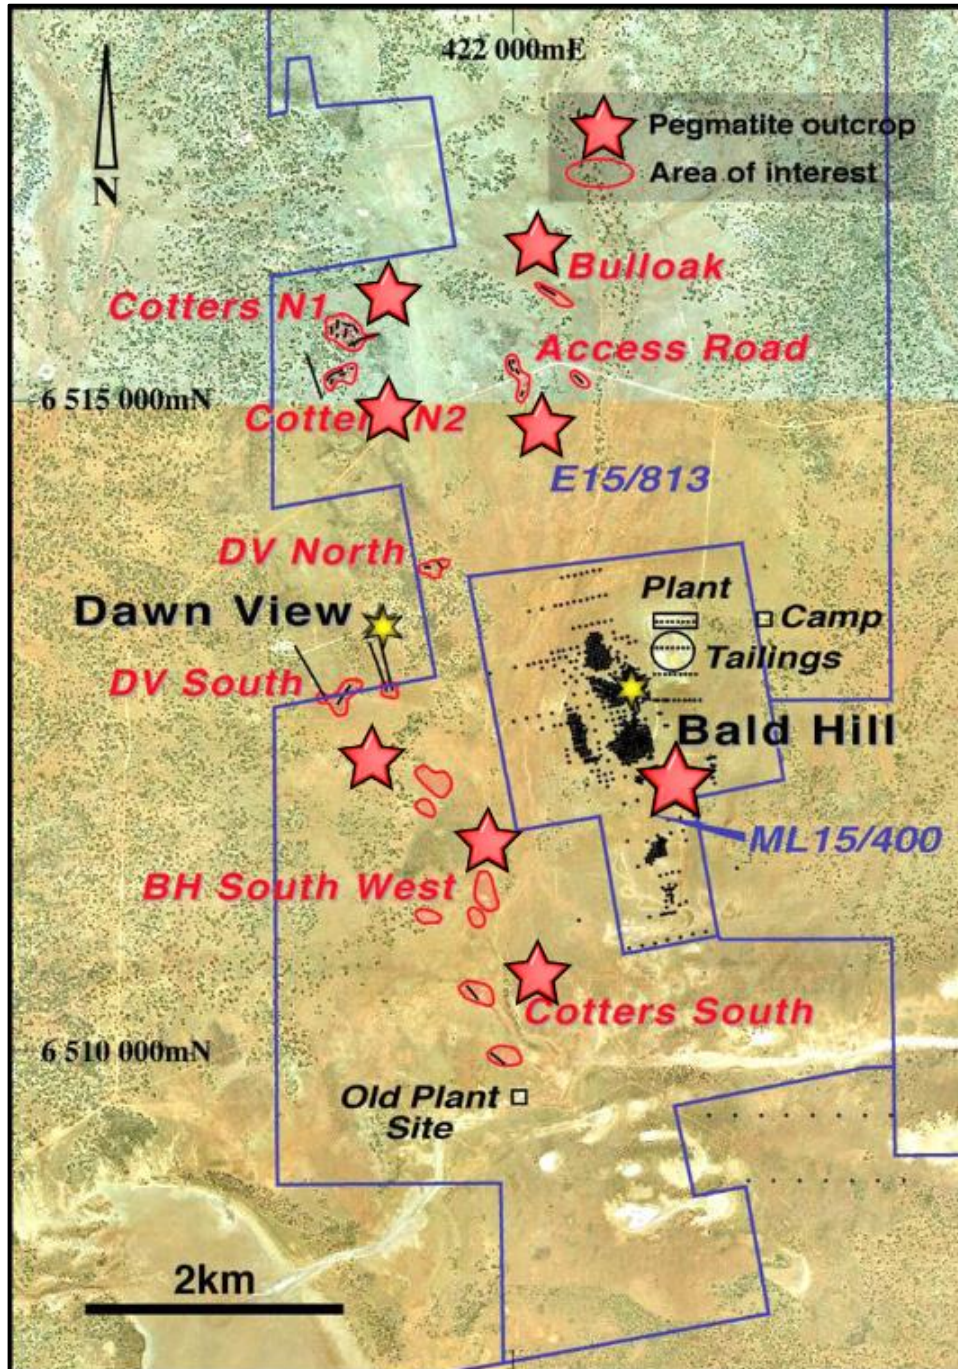 422 000mE
Pegmatite outcrop
Area of interest
N
Bulloak
Cotters N1
Access Road
6 515 000mN
Cotters N2
E15/813
DV North
Plant
Dawn View
Camp
Tailings
DV South
Bald Hill
ML15/400
BH South West
Cotters South
6 510 000mN
Old Plant
Site
2km